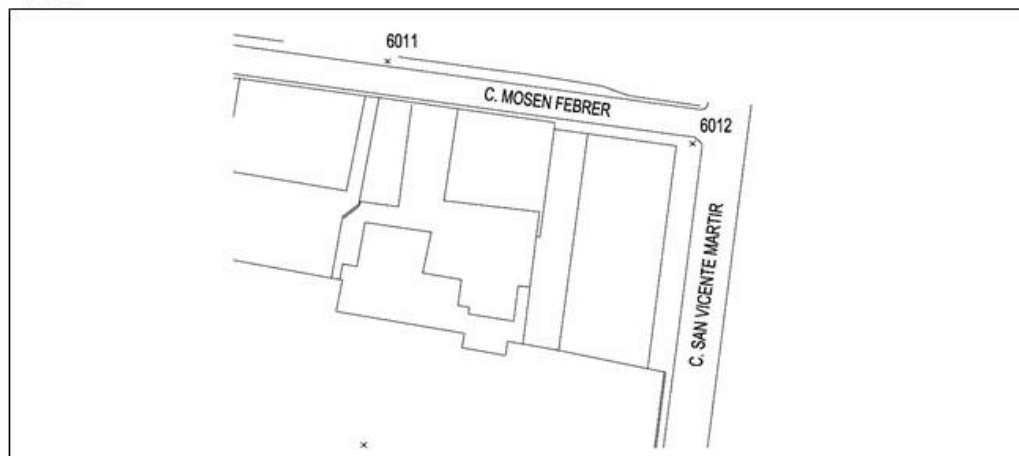 6011
C. MOSEN FEBRER
6012
C. SAN VICENTE MARTIR